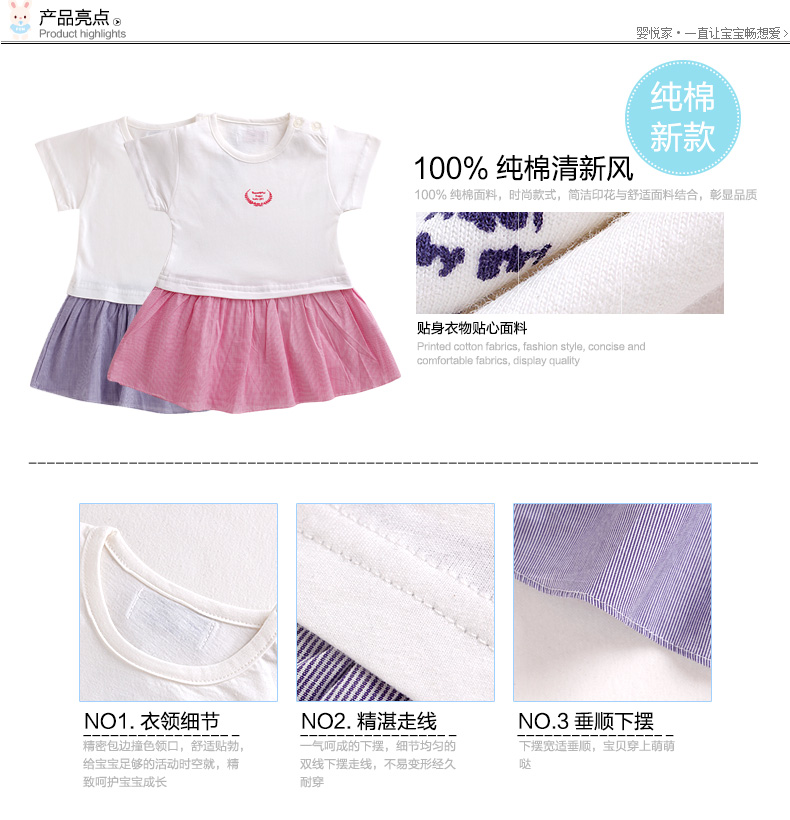 产品亮点
Product highlights
婴悦家·一直让宝宝畅想爱
纯棉
新款
100% 纯棉清新风
100% 纯棉面料，时尚款式，简洁印花与舒适面料结合，彰显品质
贴身衣物贴心面料
Printed cotton fabrics, fashion style, concise and
comfortable fabrics, display quality
NO1. 衣领细节
精密包边撞色领口，舒适贴勃，
给宝宝足够的活动时空就，精
致呵护宝宝成长
NO2. 精湛走线
一气呵成的下摆，细节均匀的
双线下摆走线，不易变形经久
耐穿
NO.3 垂顺下摆
下摆宽适垂顺，宝贝穿上萌萌
哒